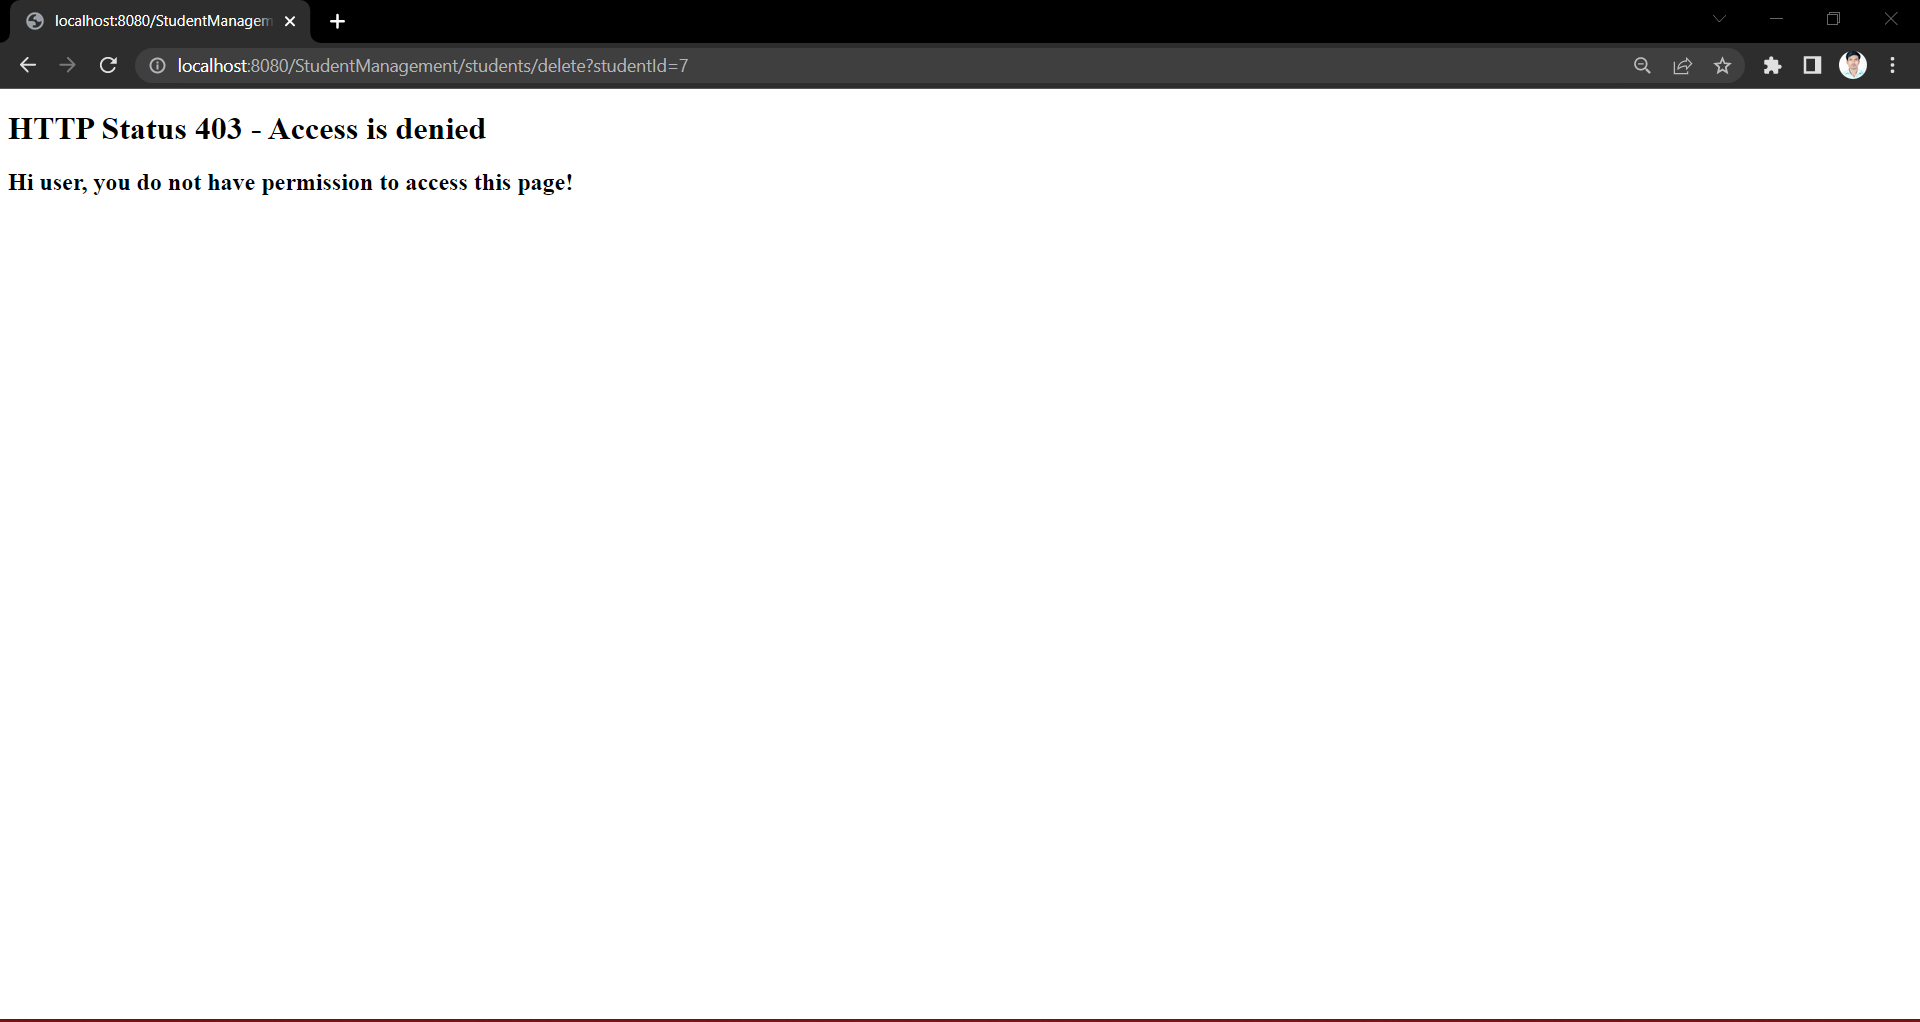 localhost:8080/StudentManagem
localhost:8080/StudentManagement/students/delete?studentId=7
HTTP Status 403 - Access is denied
Hi user, you do not have permission to access this page!